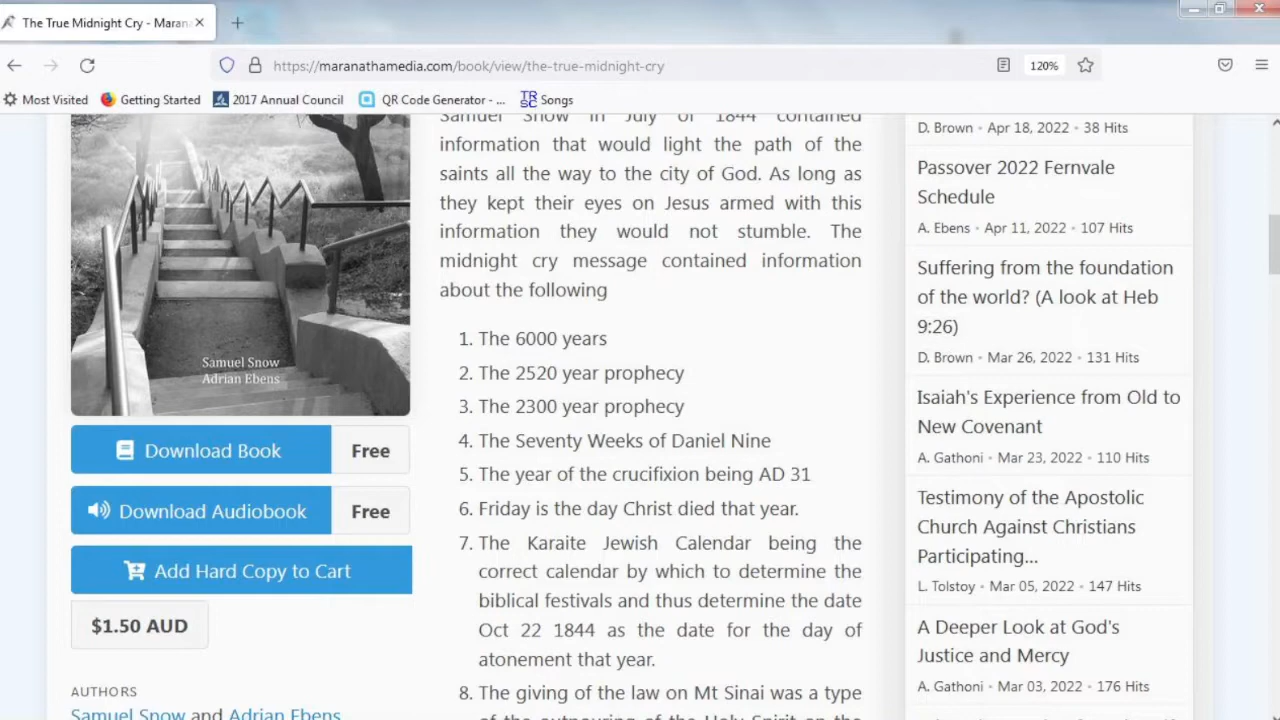 The True Midnight Cry - Maran
https://maranathamedia.com/book/view/the-true-midnight-cry
120%
Most Visited
Getting Started
2017 Annual Council
QR Code Generator - ...
TRSC Songs
Samuel Snow
Adrian Ebens
Download Book
Free
Download Audiobook
Free
Add Hard Copy to Cart
$1.50 AUD
AUTHORS
Samuel Snow and Adrian Ebens
Samuel Snow in July of 1844 contained
information that would light the path of the
saints all the way to the city of God. As long as
they kept their eyes on Jesus armed with this
information they would not stumble. The
midnight cry message contained information
about the following
1. The 6000 years
2. The 2520 year prophecy
3. The 2300 year prophecy
4. The Seventy Weeks of Daniel Nine
5. The year of the crucifixion being AD 31
6. Friday is the day Christ died that year.
7. The Karaite Jewish Calendar being the
correct calendar by which to determine the
biblical festivals and thus determine the date
Oct 22 1844 as the date for the day of
atonement that year.
8. The giving of the law on Mt Sinai was a type
of the outpouring of the Holy Spirit on the
D. Brown • Apr 18, 2022 • 38 Hits
Passover 2022 Fernvale
Schedule
A. Ebens • Apr 11, 2022 • 107 Hits
Suffering from the foundation
of the world? (A look at Heb
9:26)
D. Brown • Mar 26, 2022 • 131 Hits
Isaiah's Experience from Old to
New Covenant
A. Gathoni • Mar 23, 2022 • 110 Hits
Testimony of the Apostolic
Church Against Christians
Participating...
L. Tolstoy • Mar 05, 2022 • 147 Hits
A Deeper Look at God's
Justice and Mercy
A. Gathoni • Mar 03, 2022 • 176 Hits